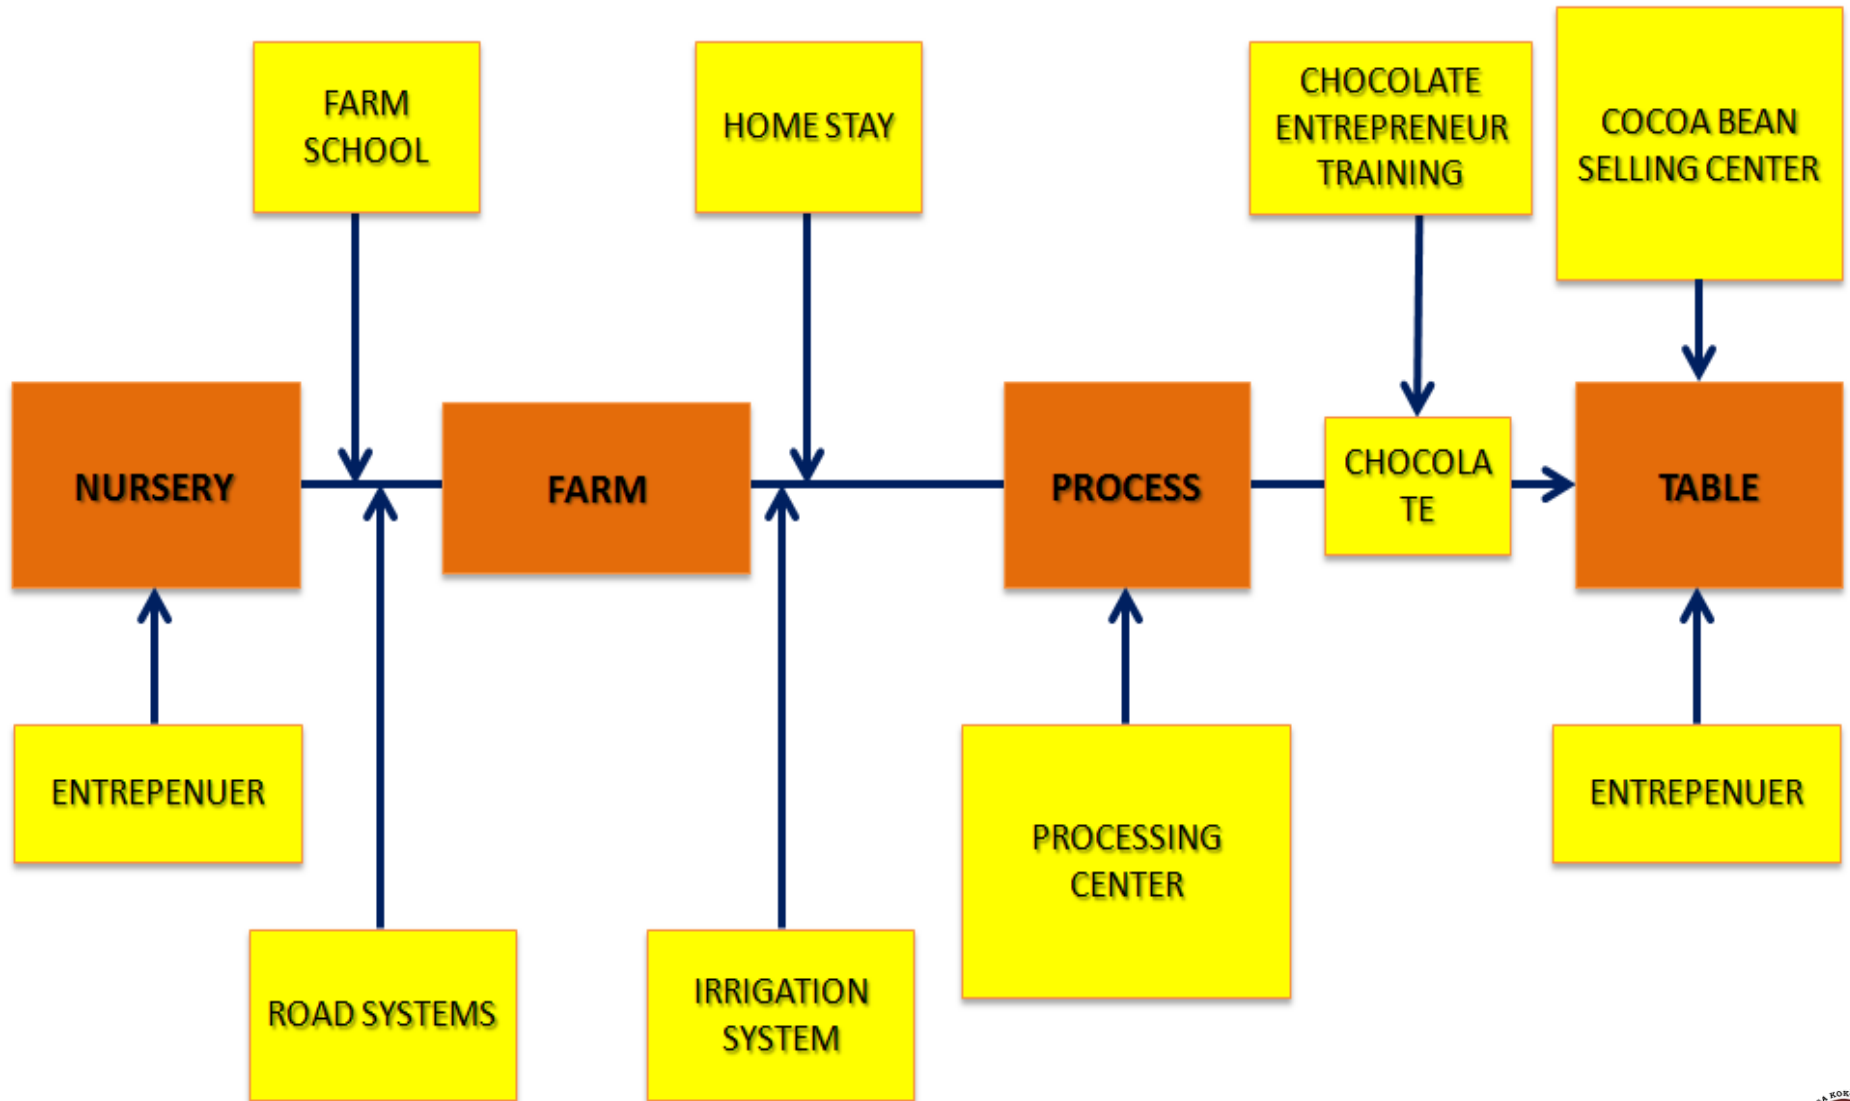 FARM
SCHOOL
HOME STAY
CHOCOLATE
ENTREPRENEUR
TRAINING
COCOA BEAN
SELLING CENTER
NURSERY
FARM
PROCESS
CHOCOLA
TE
TABLE
ENTREPENUER
PROCESSING
CENTER
ENTREPENUER
ROAD SYSTEMS
IRRIGATION
SYSTEM